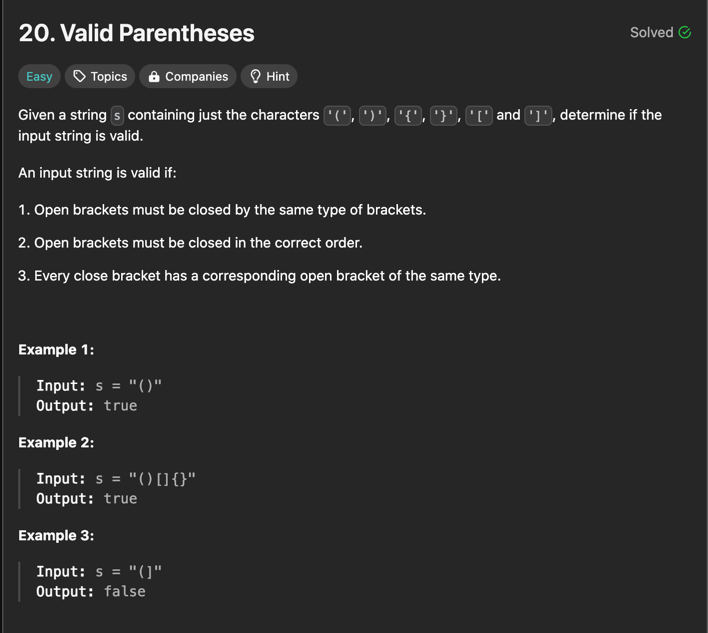 20. Valid Parentheses
Solved
Easy
Topics
Companies
Hint
Given a string s containing just the characters '(', ')', '{', '}', '[' and ']', determine if the
input string is valid.
An input string is valid if:
1. Open brackets must be closed by the same type of brackets.
2. Open brackets must be closed in the correct order.
3. Every close bracket has a corresponding open bracket of the same type.
Example 1:
Input: s = "()"
Output: true
Example 2:
Input: s = "()[]{}"
Output: true
Example 3:
Input: s = "(]"
Output: false